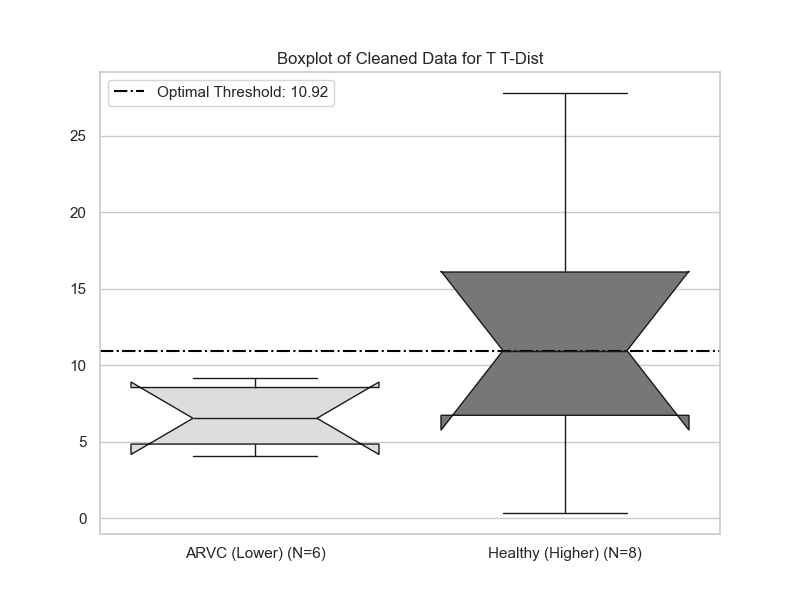 Boxplot of Cleaned Data for T T-Dist
Optimal Threshold: 10.92
25
20
15
10
5
0
ARVC (Lower) (N=6)
Healthy (Higher) (N=8)